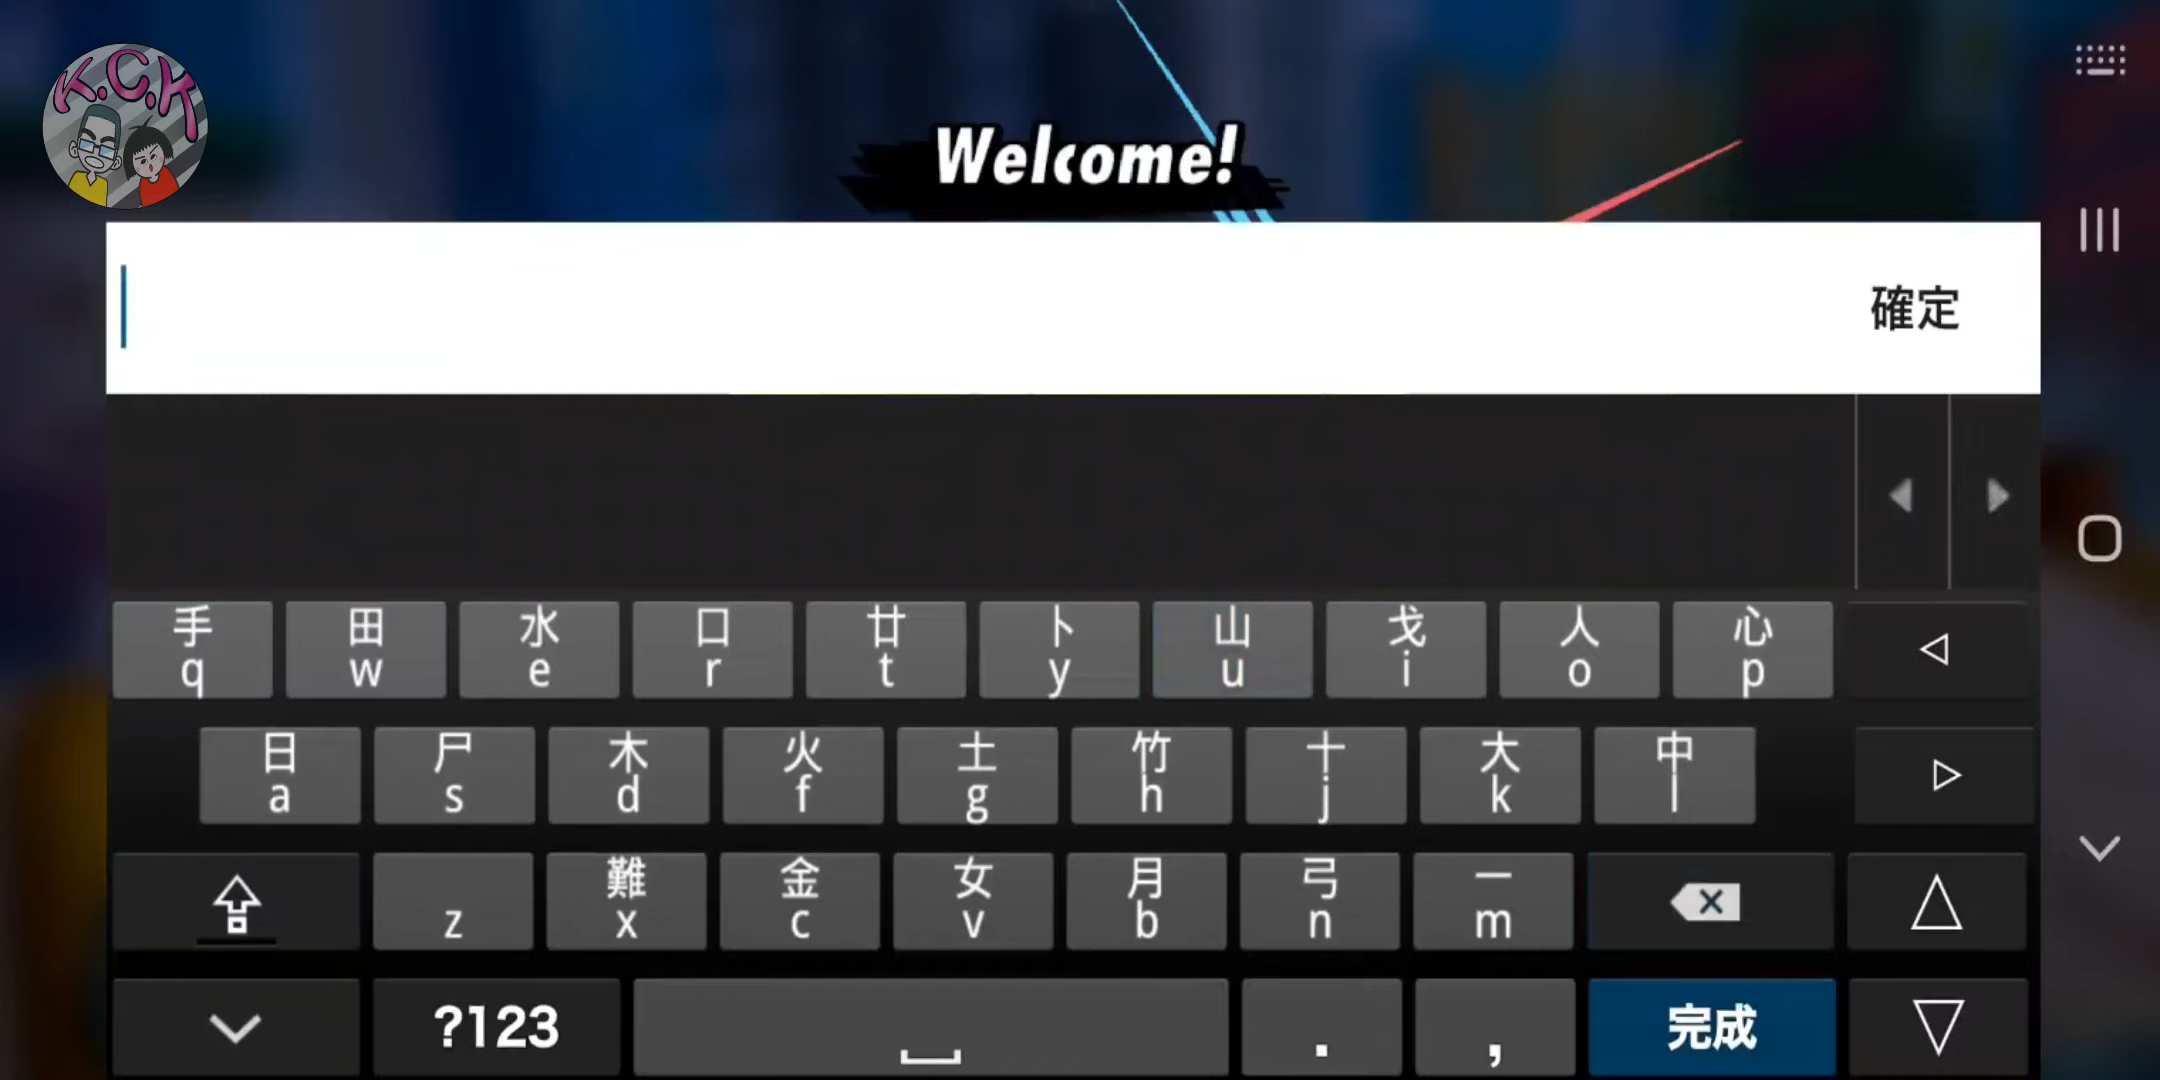 K.C.K
Welcome!
確定
手 田 水 口 廿 卜 山 戈 人 心
q w e r t y u i o p
日 尸 木 火 土 竹 十 大 中
a s d f g h j k l
難 金 女 月 弓 一
z x c v b n m
?123 . , 完成